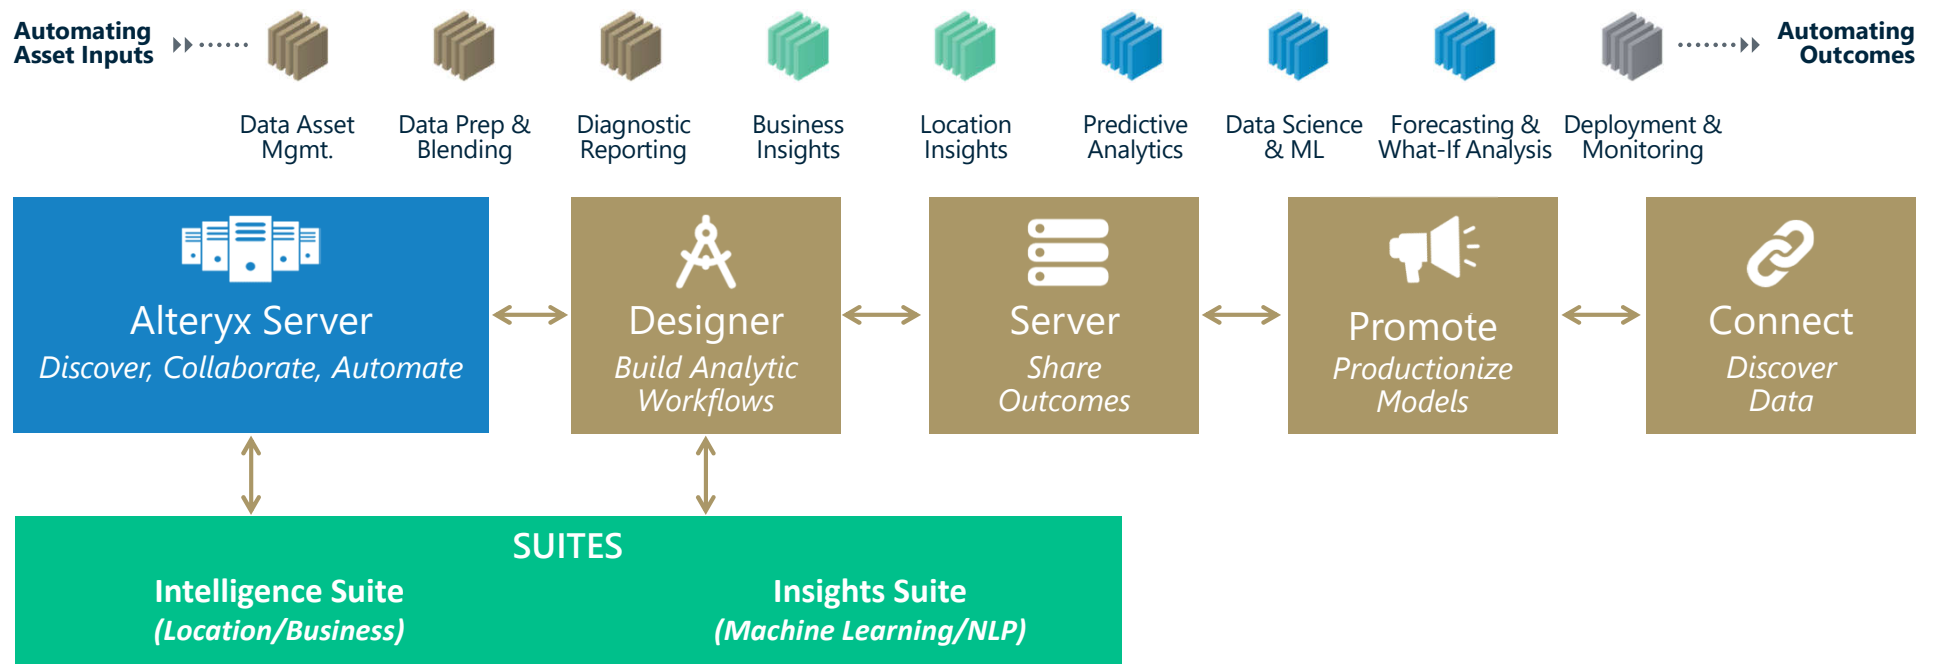 Automating
Asset Inputs
Automating
Outcomes
Data Asset
Mgmt.
Data Prep &
Blending
Diagnostic
Reporting
Business
Insights
Location
Insights
Predictive
Analytics
Data Science
& ML
Forecasting &
What-If Analysis
Deployment &
Monitoring
Alteryx Server
Discover, Collaborate, Automate
Designer
Build Analytic
Workflows
Server
Share
Outcomes
Promote
Productionize
Models
Connect
Discover
Data
SUITES
Intelligence Suite
(Location/Business)
Insights Suite
(Machine Learning/NLP)